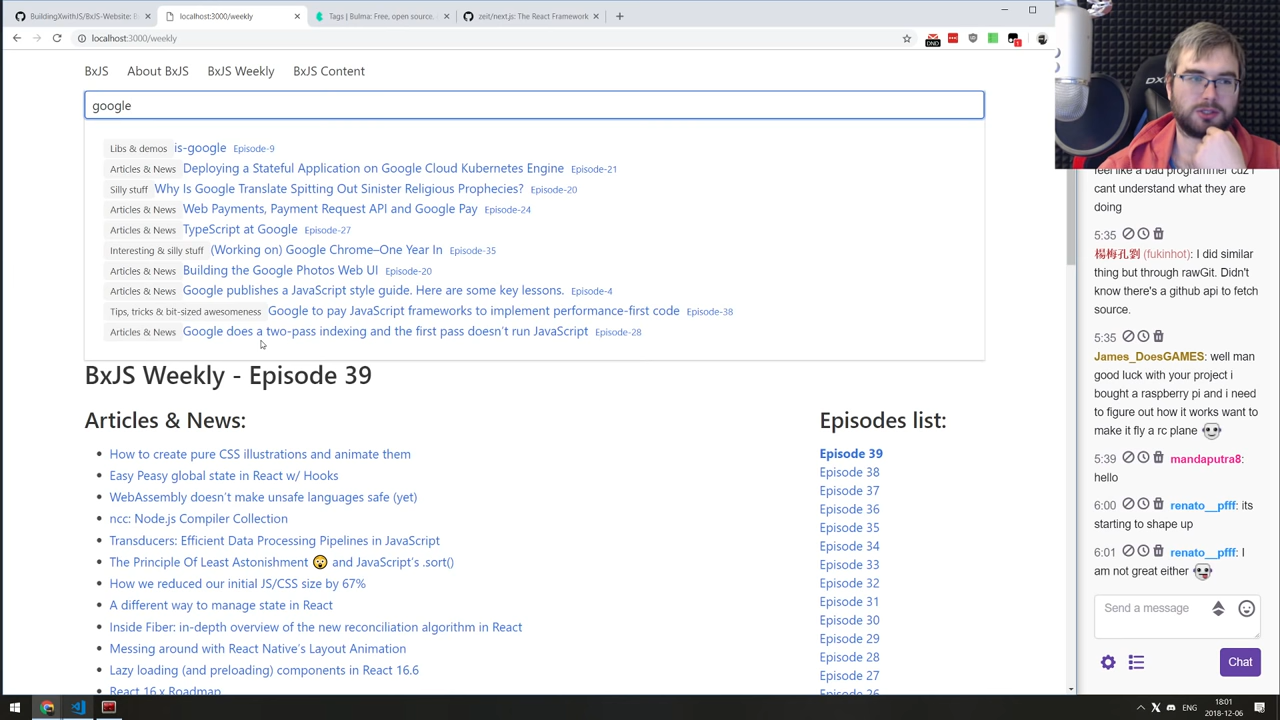 BuildingXwithJS/BxJS-Website: B
localhost:3000/weekly
Tags | Bulma: Free, open source
zeit/next.js: The React Framework
localhost:3000/weekly
DND
BxJS
About BxJS
BxJS Weekly
BxJS Content
google
Libs & demos is-google Episode-9
Articles & News Deploying a Stateful Application on Google Cloud Kubernetes Engine Episode-21
Silly stuff Why Is Google Translate Spitting Out Sinister Religious Prophecies? Episode-20
Articles & News Web Payments, Payment Request API and Google Pay Episode-24
Articles & News TypeScript at Google Episode-27
Interesting & silly stuff (Working on) Google Chrome–One Year In Episode-35
Articles & News Building the Google Photos Web UI Episode-20
Articles & News Google publishes a JavaScript style guide. Here are some key lessons. Episode-4
Tips, tricks & bit-sized awesomeness Google to pay JavaScript frameworks to implement performance-first code Episode-38
Articles & News Google does a two-pass indexing and the first pass doesn't run JavaScript Episode-28
BxJS Weekly - Episode 39
Articles & News:
How to create pure CSS illustrations and animate them
Easy Peasy global state in React w/ Hooks
WebAssembly doesn't make unsafe languages safe (yet)
ncc: Node.js Compiler Collection
Transducers: Efficient Data Processing Pipelines in JavaScript
The Principle Of Least Astonishment 😲 and JavaScript's .sort()
How we reduced our initial JS/CSS size by 67%
A different way to manage state in React
Inside Fiber: in-depth overview of the new reconciliation algorithm in React
Messing around with React Native's Layout Animation
Lazy loading (and preloading) components in React 16.6
React 16.x Roadmap
Episodes list:
Episode 39
Episode 38
Episode 37
Episode 36
Episode 35
Episode 34
Episode 33
Episode 32
Episode 31
Episode 30
Episode 29
Episode 28
Episode 27
Episode 26
feel like a bad programmer cuz i
cant understand what they are
doing
5:35
楊梅孔劉 (fukinhot): I did similar
thing but through rawGit. Didn't
know there's a github api to fetch
source.
5:35
James_DoesGAMES: well man
good luck with your project i
bought a raspberry pi and i need
to figure out how it works want to
make it fly a rc plane
5:39 mandaputra8:
hello
6:00 renato__pfff: its
starting to shape up
6:01 renato__pfff: I
am not great either
Send a message
Chat
ENG
18:01
2018-12-06